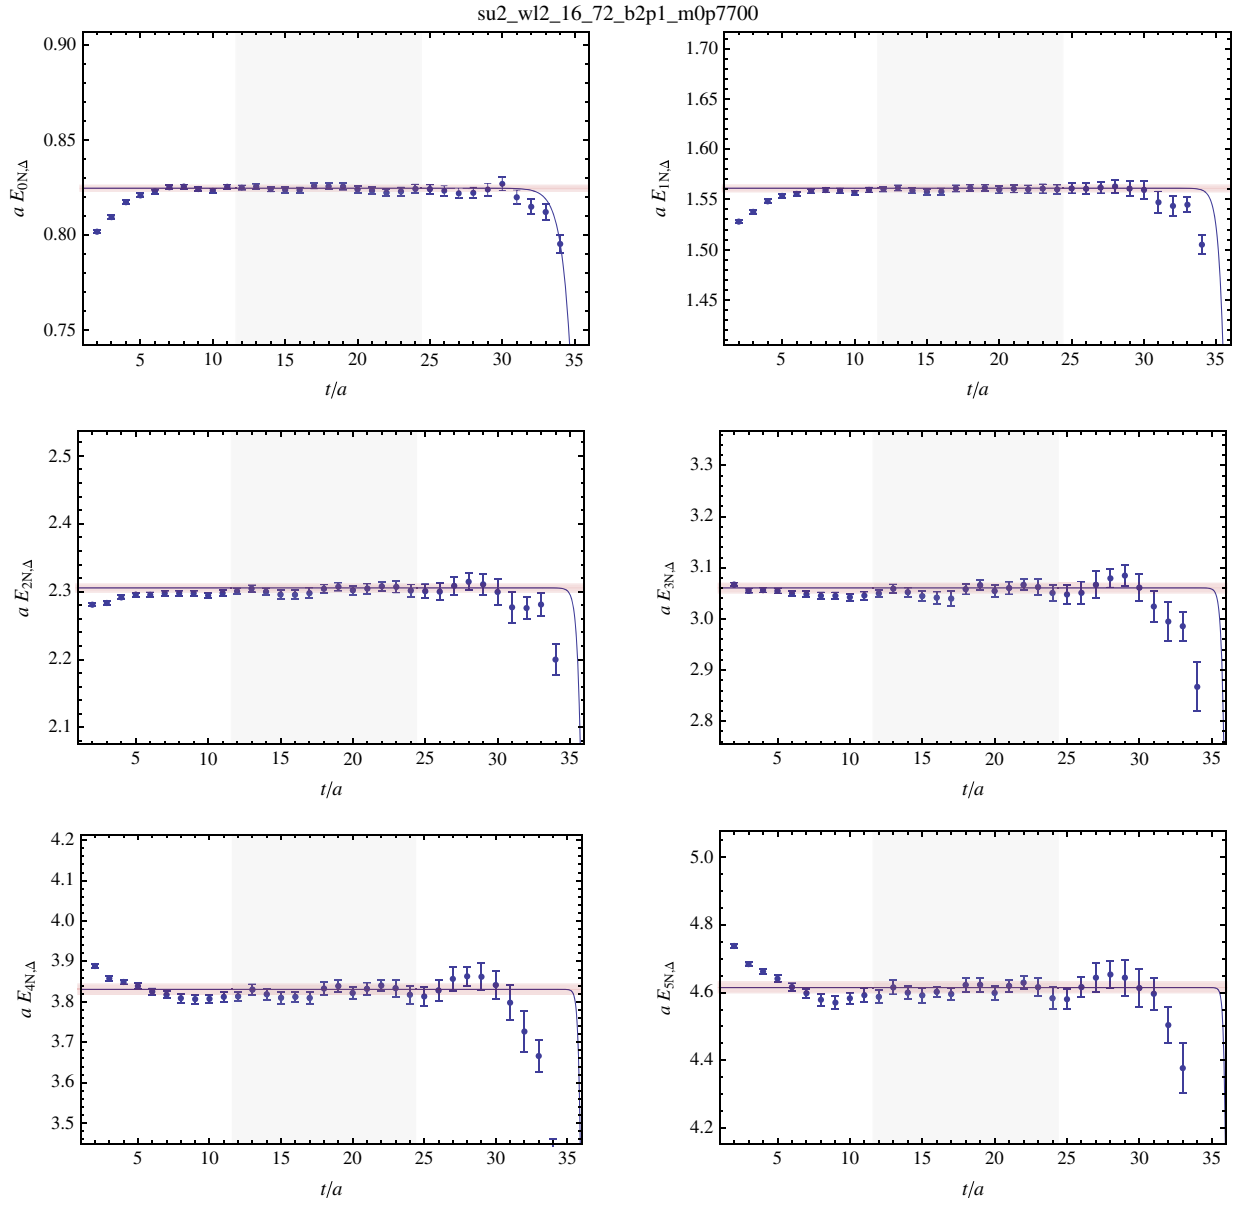 su2_wl2_16_72_b2p1_m0p7700
0.90
0.85
0.80
0.75
a E0N,Δ
5 10 15 20 25 30 35
t/a
1.70
1.65
1.60
1.55
1.50
1.45
a E1N,Δ
5 10 15 20 25 30 35
t/a
2.5
2.4
2.3
2.2
2.1
a E2N,Δ
5 10 15 20 25 30 35
t/a
3.3
3.2
3.1
3.0
2.9
2.8
a E3N,Δ
5 10 15 20 25 30 35
t/a
4.2
4.1
4.0
3.9
3.8
3.7
3.6
3.5
a E4N,Δ
5 10 15 20 25 30 35
t/a
5.0
4.8
4.6
4.4
4.2
a E5N,Δ
5 10 15 20 25 30 35
t/a